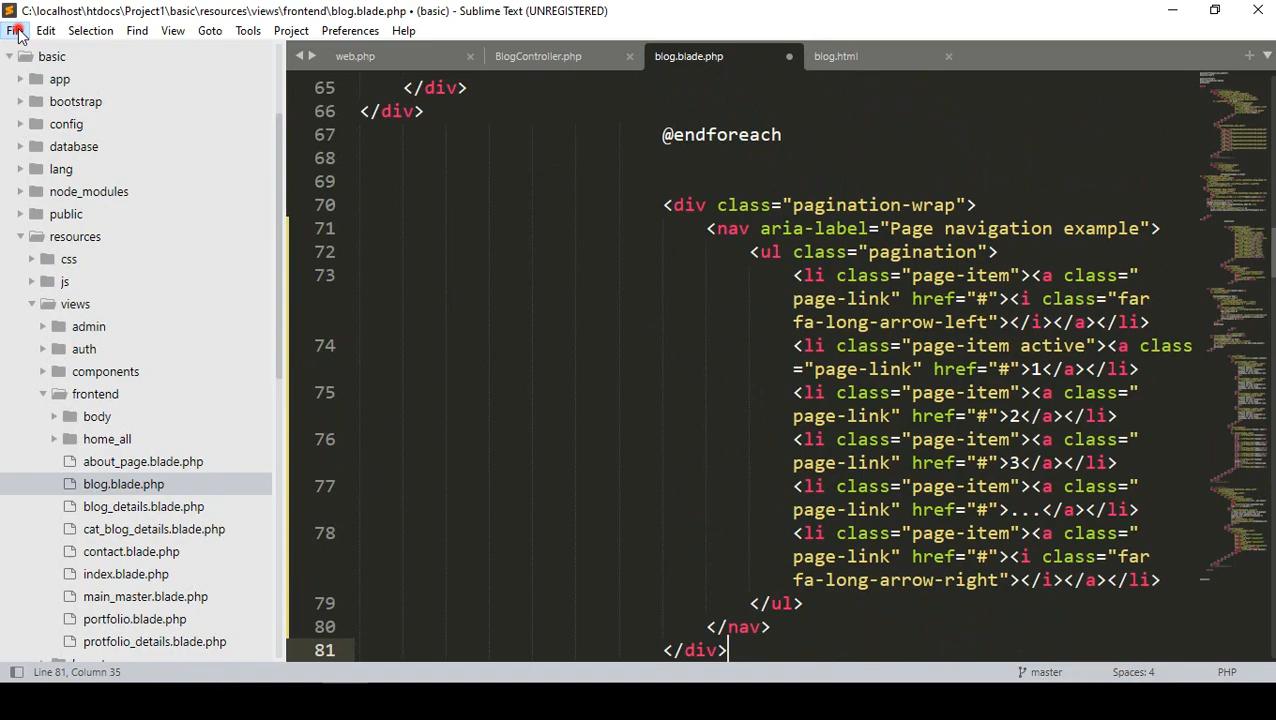 C:\localhost\htdocs\Project1\basic\resources\views\frontend\blog.blade.php • (basic) - Sublime Text (UNREGISTERED)
File Edit Selection Find View Goto Tools Project Preferences Help
web.php BlogController.php blog.blade.php blog.html
basic
app
bootstrap
config
database
lang
node_modules
public
resources
css
js
views
admin
auth
components
frontend
body
home_all
about_page.blade.php
blog.blade.php
blog_details.blade.php
cat_blog_details.blade.php
contact.blade.php
index.blade.php
main_master.blade.php
portfolio.blade.php
protfolio_details.blade.php
65 </div>
66 </div>
67 @endforeach
68
69
70 <div class="pagination-wrap">
71 <nav aria-label="Page navigation example">
72 <ul class="pagination">
73 <li class="page-item"><a class="
page-link" href="#"><i class="far
fa-long-arrow-left"></i></a></li>
74 <li class="page-item active"><a class
="page-link" href="#">1</a></li>
75 <li class="page-item"><a class="
page-link" href="#">2</a></li>
76 <li class="page-item"><a class="
page-link" href="#">3</a></li>
77 <li class="page-item"><a class="
page-link" href="#">...</a></li>
78 <li class="page-item"><a class="
page-link" href="#"><i class="far
fa-long-arrow-right"></i></a></li>
79 </ul>
80 </nav>
81 </div>
Line 81, Column 35 master Spaces: 4 PHP